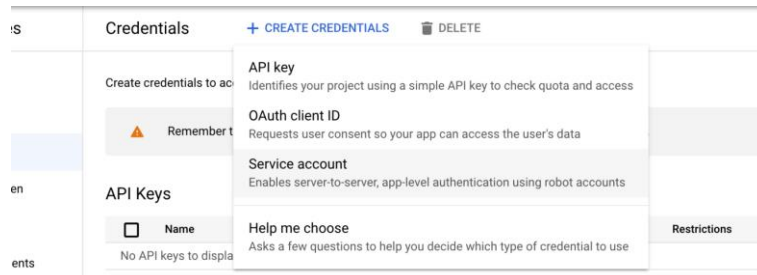 Credentials
+ CREATE CREDENTIALS
DELETE
API key
Identifies your project using a simple API key to check quota and access
Create credentials to
OAuth client ID
Requests user consent so your app can access the user's data
Remember
Service account
Enables server-to-server, app-level authentication using robot accounts
API Keys
Help me choose
Asks a few questions to help you decide which type of credential to use
Name
Restrictions
No API keys to